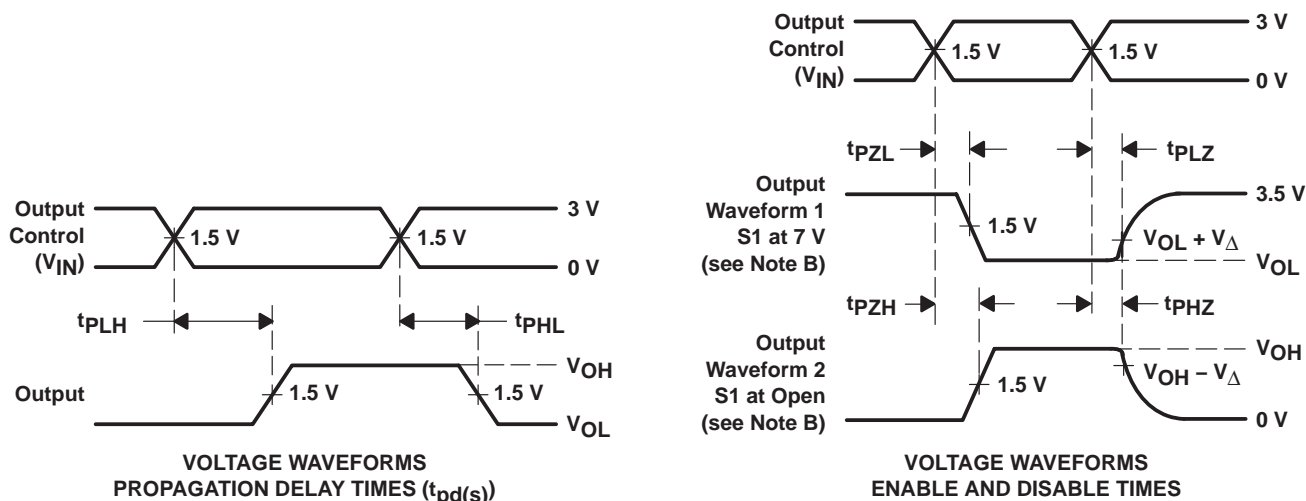 Output
Control
(VIN)
3 V
1.5 V
1.5 V
0 V
tPLH
tPHL
Output
VOH
1.5 V
1.5 V
VOL
VOLTAGE WAVEFORMS
PROPAGATION DELAY TIMES (tpd(s))
Output
Control
(VIN)
3 V
1.5 V
1.5 V
0 V
tPZL
tPLZ
Output
Waveform 1
S1 at 7 V
(see Note B)
3.5 V
1.5 V
VOL + VΔ
VOL
tPZH
tPHZ
Output
Waveform 2
S1 at Open
(see Note B)
VOH
1.5 V
VOH – VΔ
0 V
VOLTAGE WAVEFORMS
ENABLE AND DISABLE TIMES